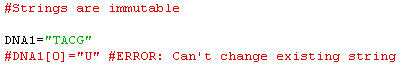 #Strings are immutable
DNA1="TACG"
#DNA1[0]="U" #ERROR: Can't change existing string